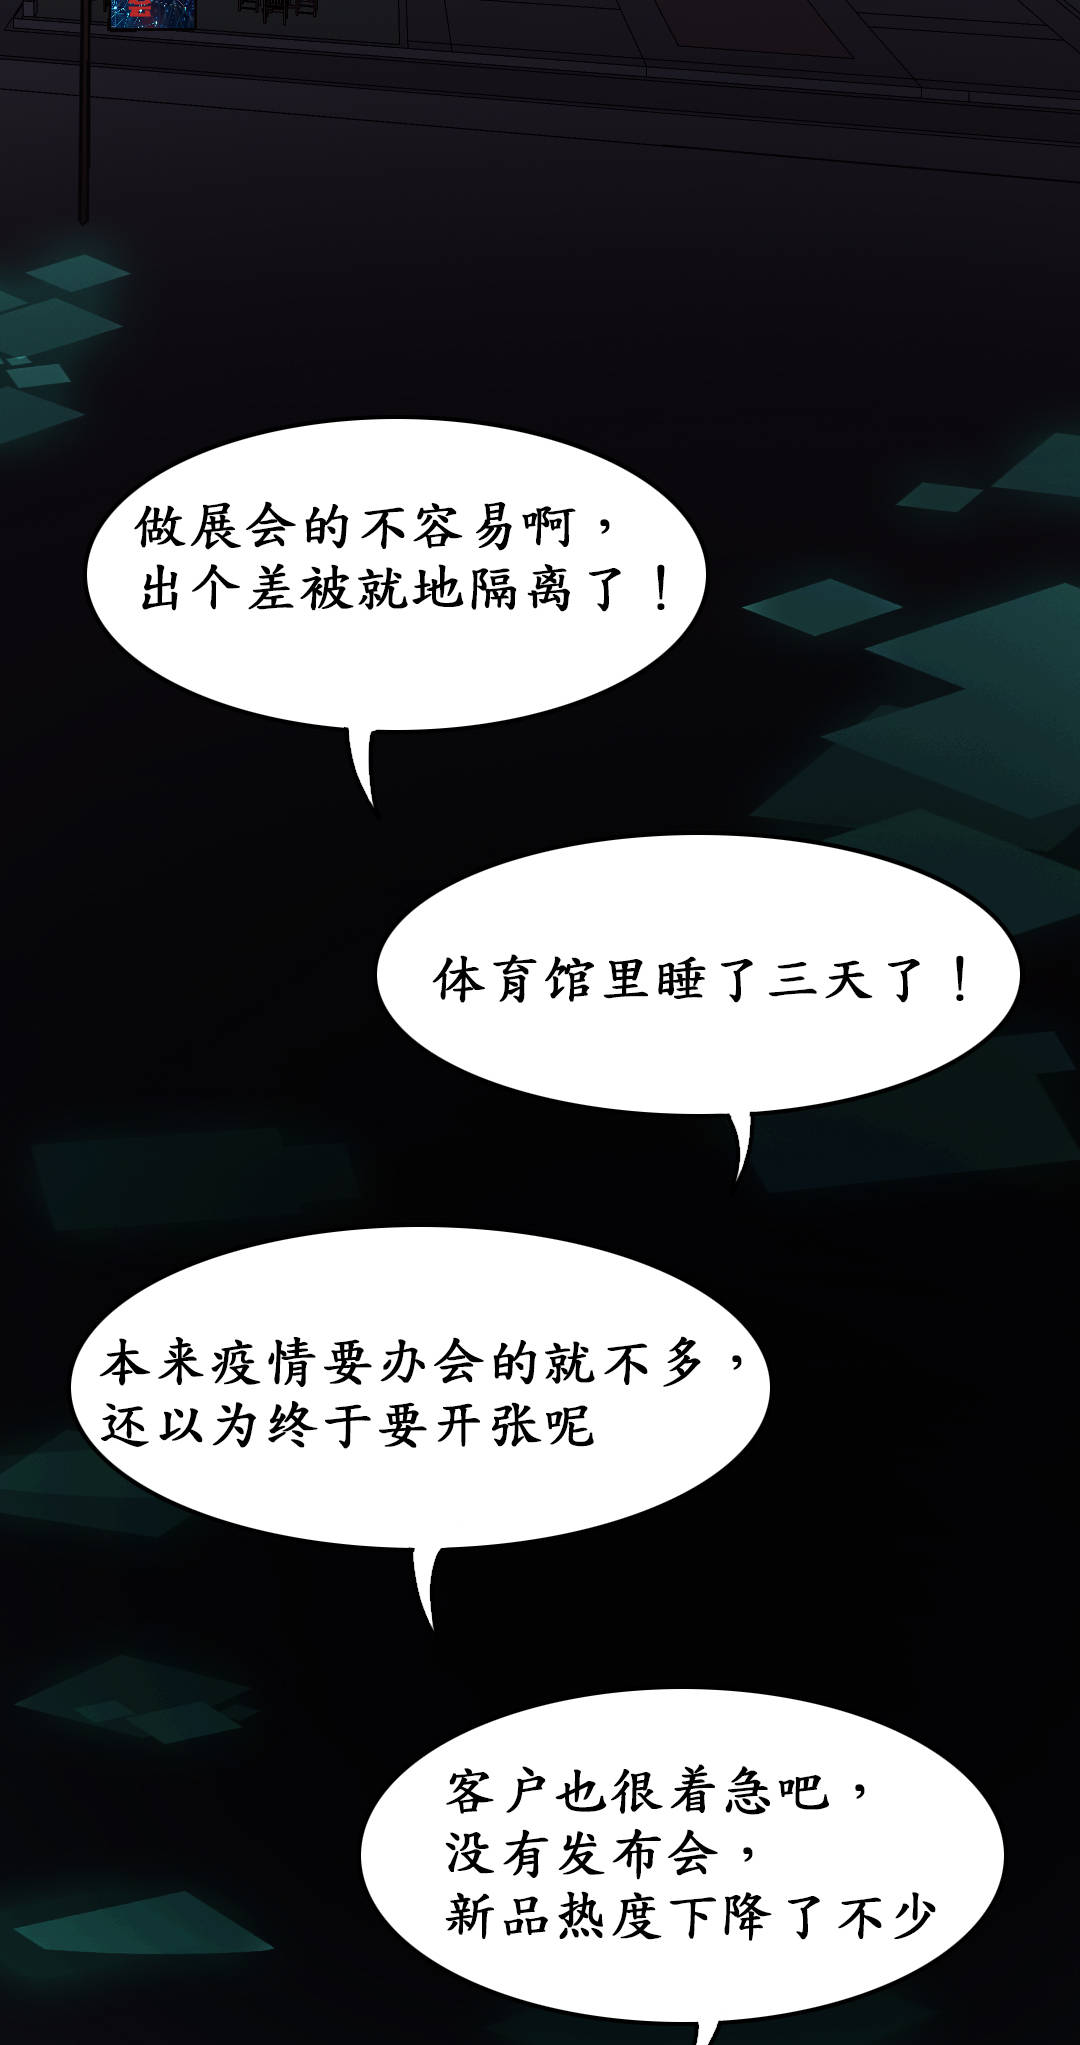 做展会的不容易啊，
出个差被就地隔离了！
体育馆里睡了三天了！
本来疫情要办会的就不多，
还以为终于要开张呢
客户也很着急吧，
没有发布会，
新品热度下降了不少